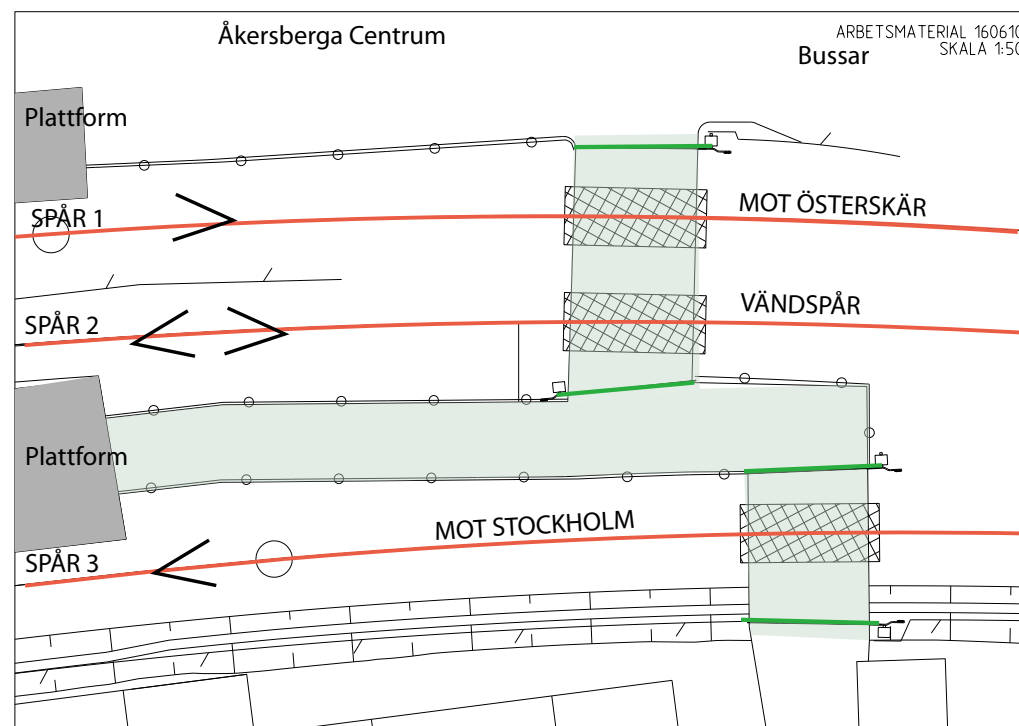 Åkersberga Centrum
ARBETSMATERIAL 160610
SKALA 1:50
Bussar
Plattform
SPÅR 1
MOT ÖSTERSKÄR
SPÅR 2
VÄNDSPÅR
Plattform
MOT STOCKHOLM
SPÅR 3